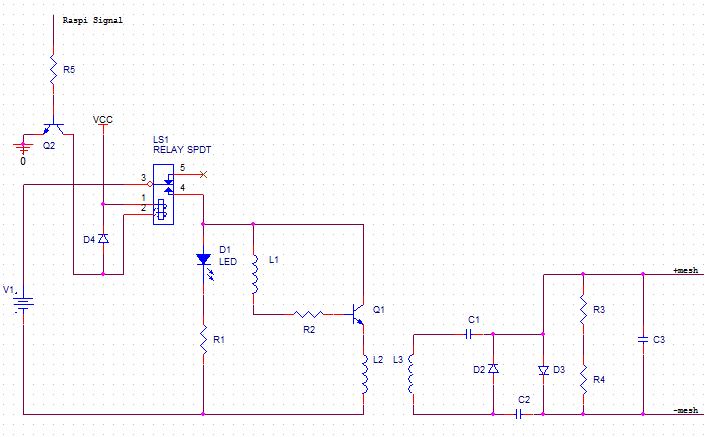 Raspi Signal
R5
Q2
0
VCC
LS1
RELAY SPDT
3
5
4
1
2
D4
D1
LED
L1
V1
R1
R2
Q1
L2
L3
C1
D2
D3
C2
R3
R4
C3
+mesh
-mesh